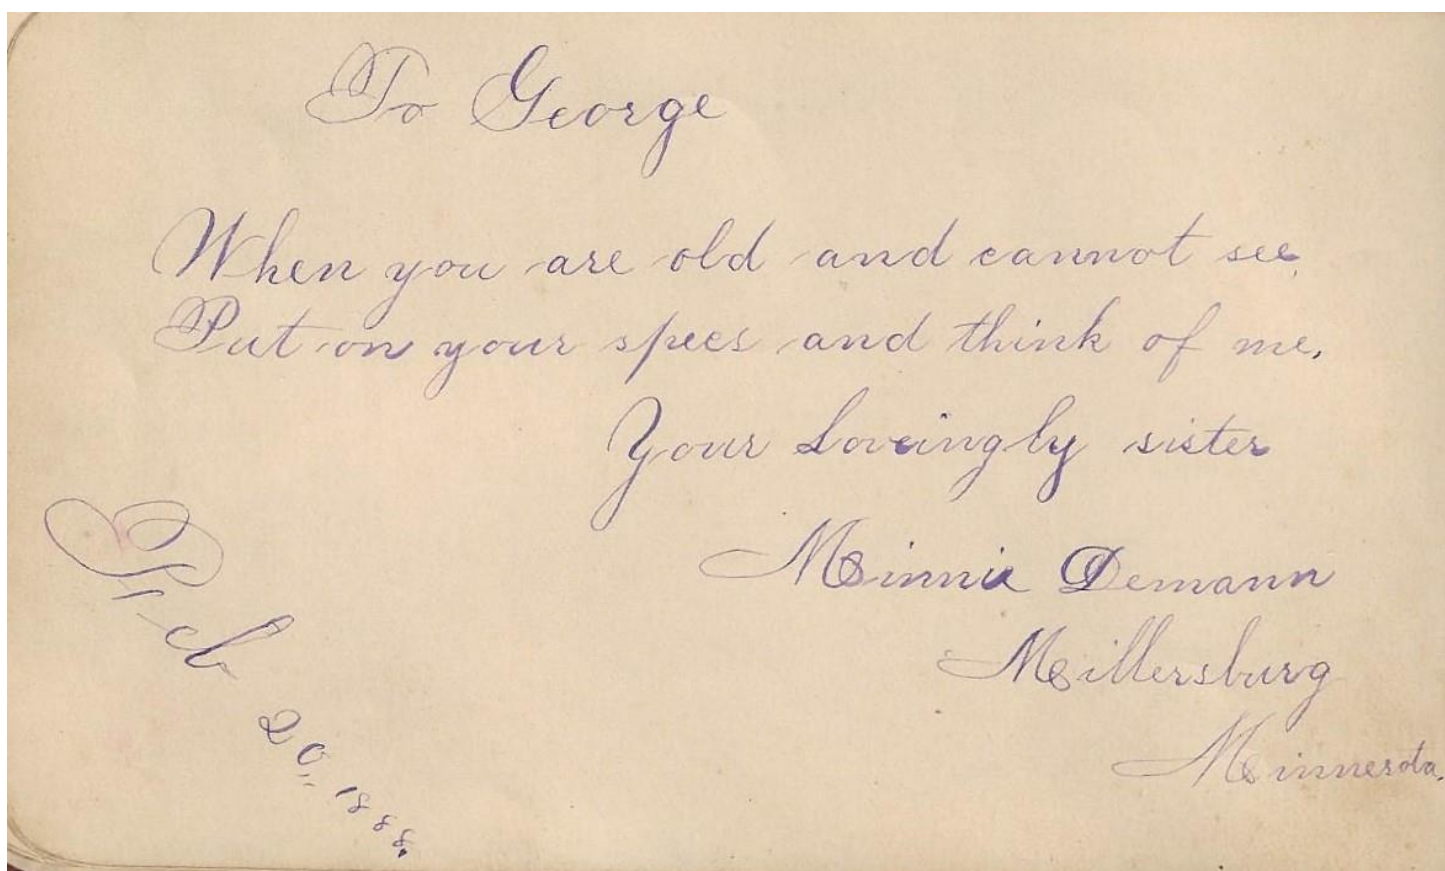 To George
When you are old and cannot see
Put on your specs and think of me.
Your Loveingly sister
Minnie Demann
Millersburg
Minnesota.
Feb 20, 1888.